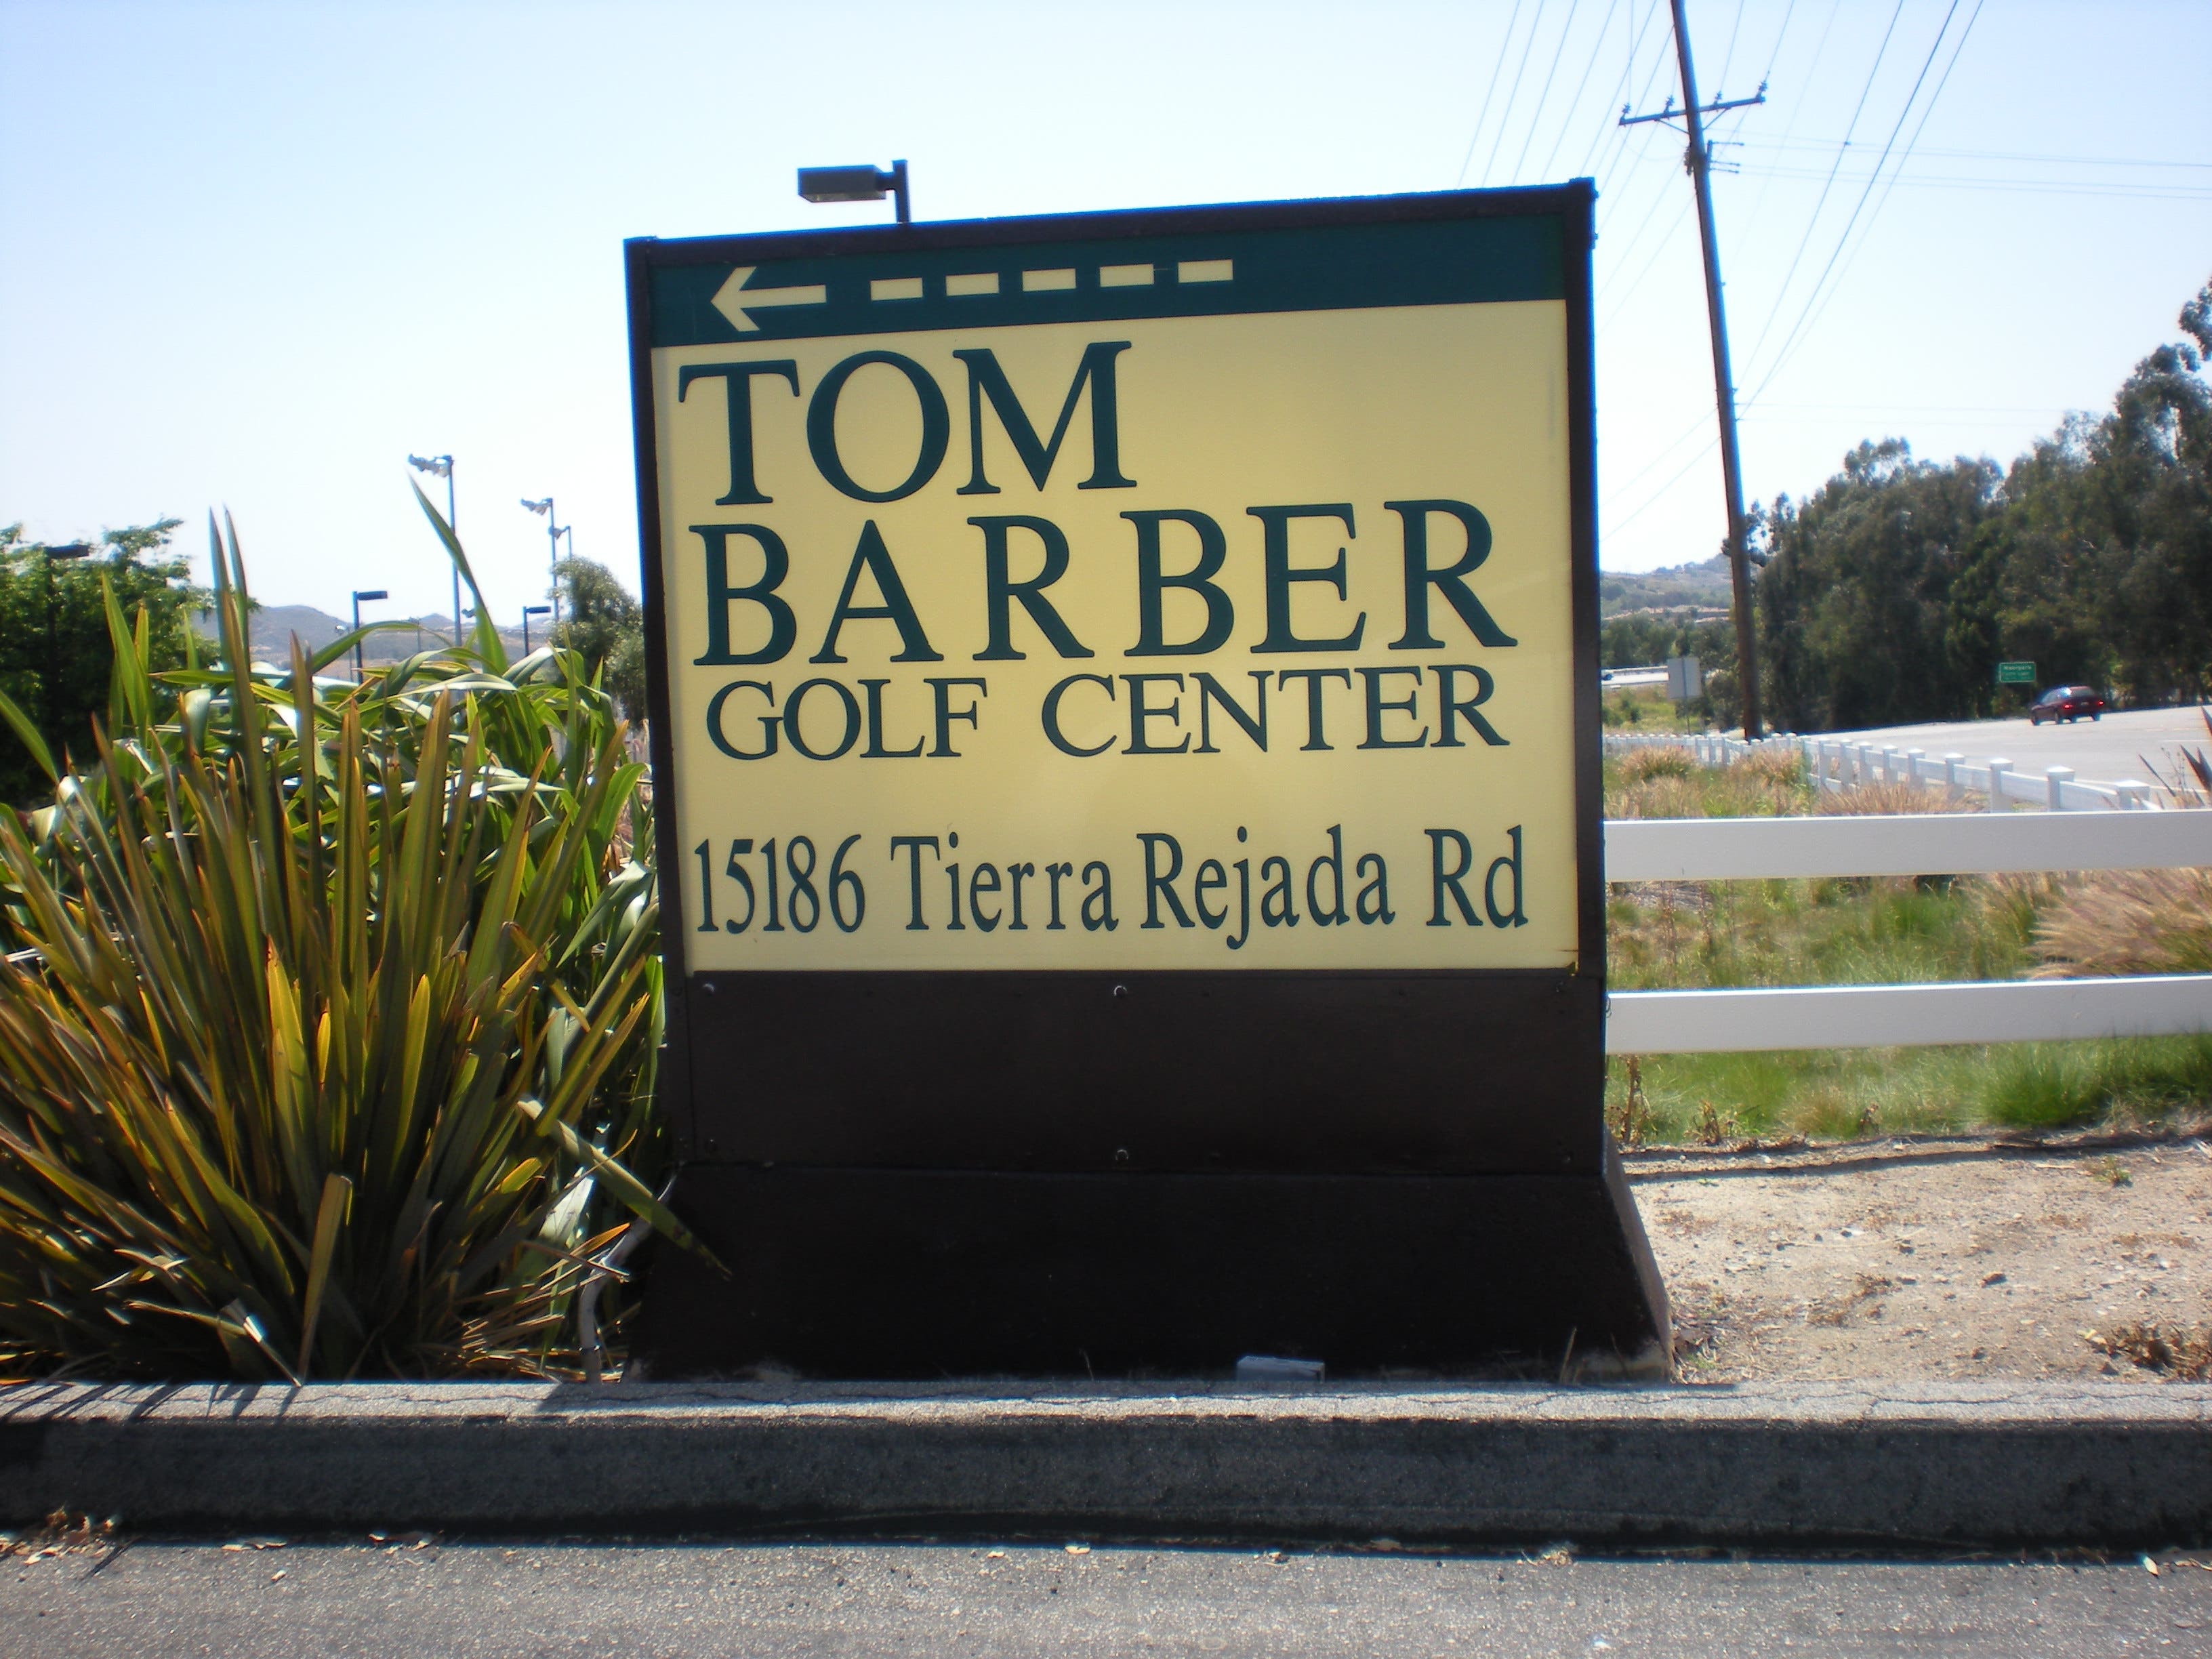 TOM
BARBER
GOLF CENTER
15186 Tierra Rejada Rd